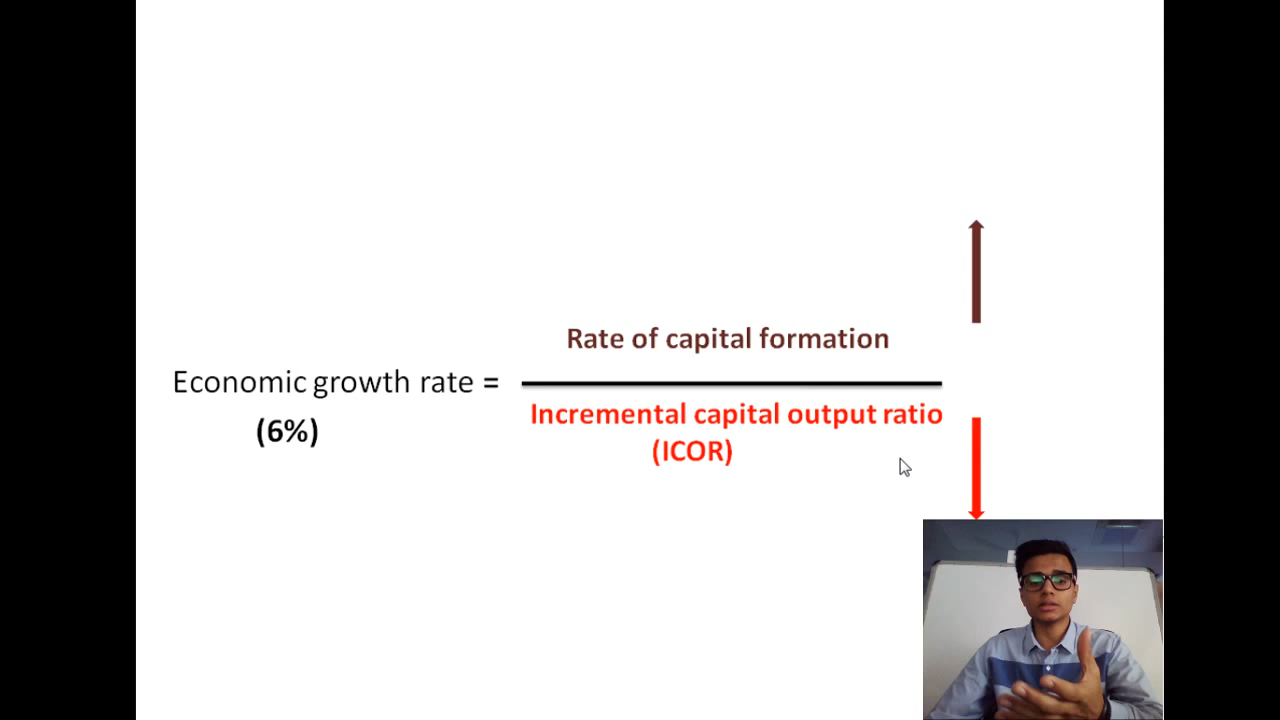 Rate of capital formation
Economic growth rate =
(6%)
Incremental capital output ratio
(ICOR)